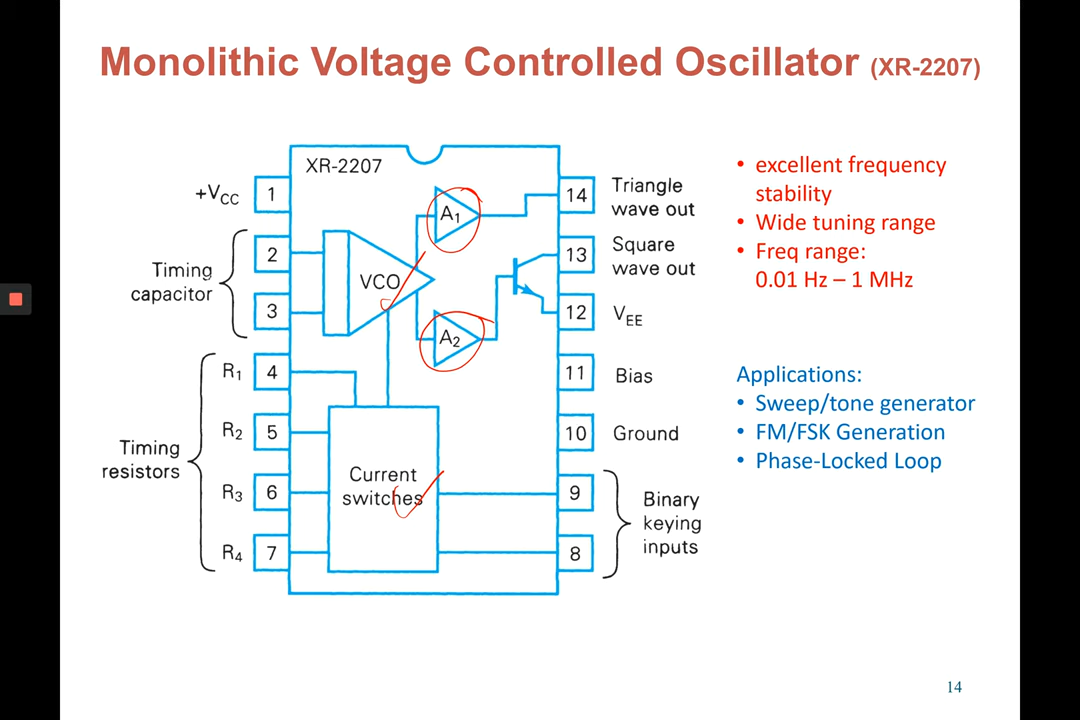 Monolithic Voltage Controlled Oscillator (XR-2207)
XR-2207
+VCC 1
Timing
capacitor
2
3
Timing
resistors
R1 4
R2 5
R3 6
R4 7
VCO
A1
A2
Current
switches
14 Triangle
wave out
13 Square
wave out
12 VEE
11 Bias
10 Ground
9
8
Binary
keying
inputs
• excellent frequency
stability
• Wide tuning range
• Freq range:
0.01 Hz – 1 MHz
Applications:
• Sweep/tone generator
• FM/FSK Generation
• Phase-Locked Loop
14